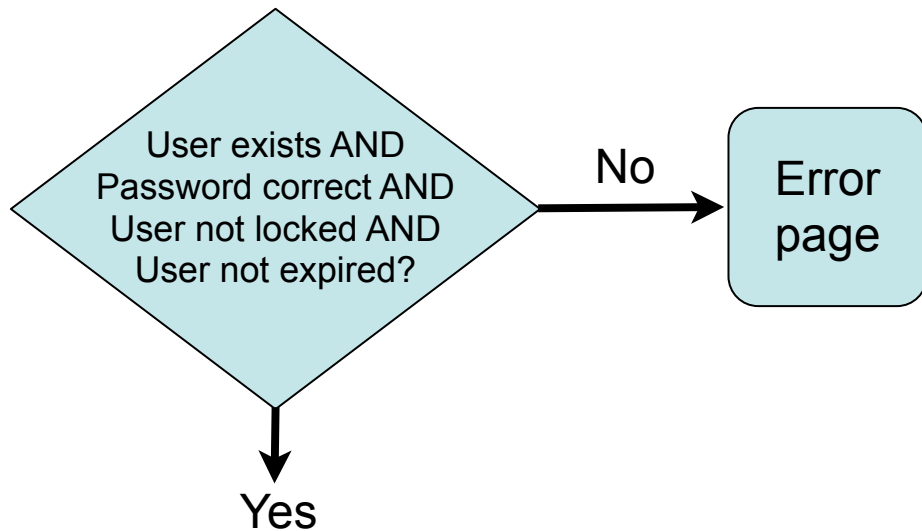 User exists AND
Password correct AND
User not locked AND
User not expired?
No
Error
page
Yes